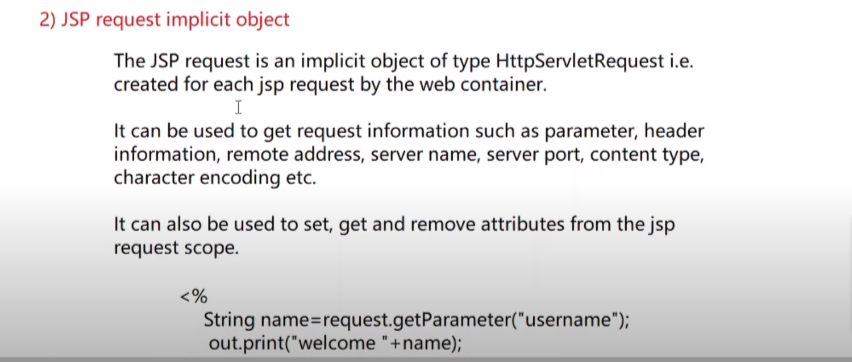 2) JSP request implicit object
The JSP request is an implicit object of type HttpServletRequest i.e.
created for each jsp request by the web container.
It can be used to get request information such as parameter, header
information, remote address, server name, server port, content type,
character encoding etc.
It can also be used to set, get and remove attributes from the jsp
request scope.
<%
String name=request.getParameter("username");
out.print("welcome "+name);